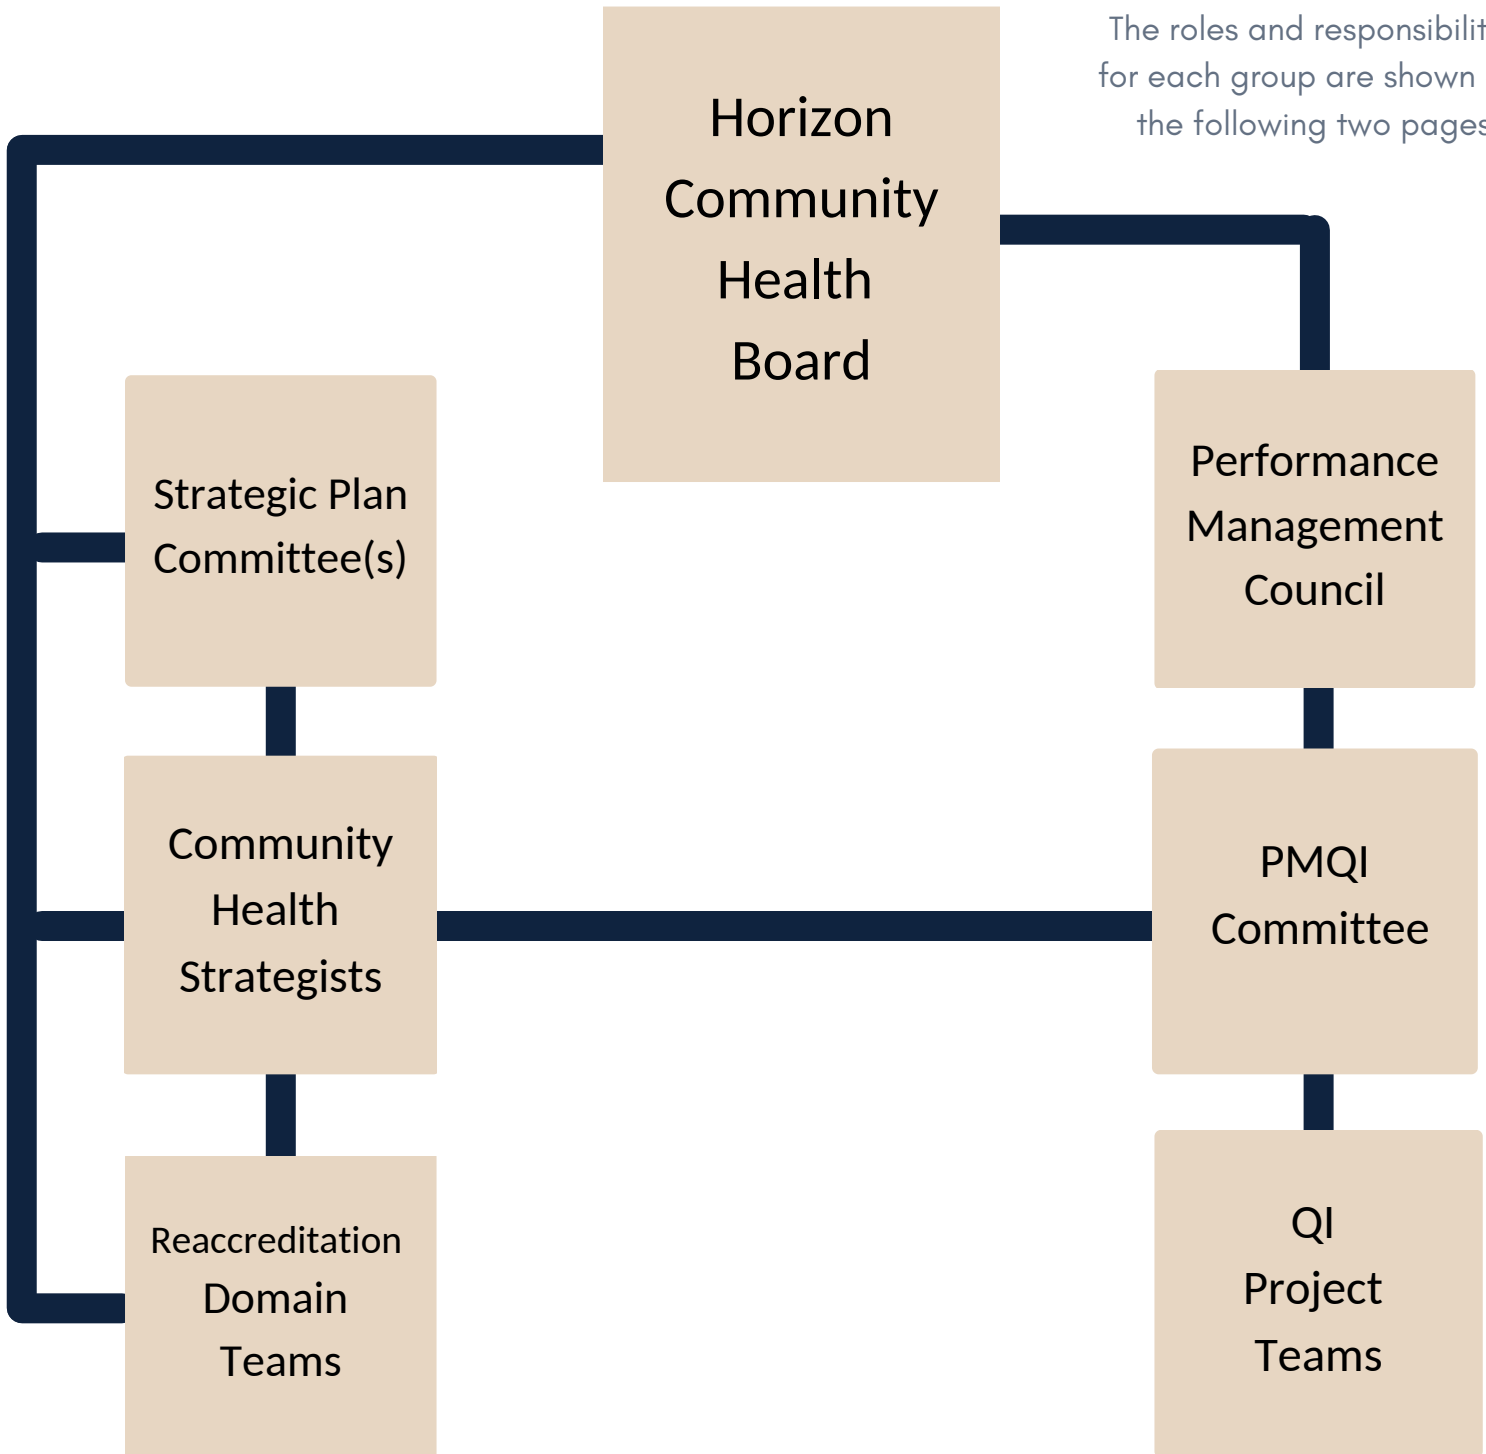 The roles and responsibilit
for each group are shown
the following two pages
Horizon
Community
Health
Board
Strategic Plan
Committee(s)
Performance
Management
Council
Community
Health
Strategists
PMQI
Committee
Reaccreditation
Domain
Teams
QI
Project
Teams